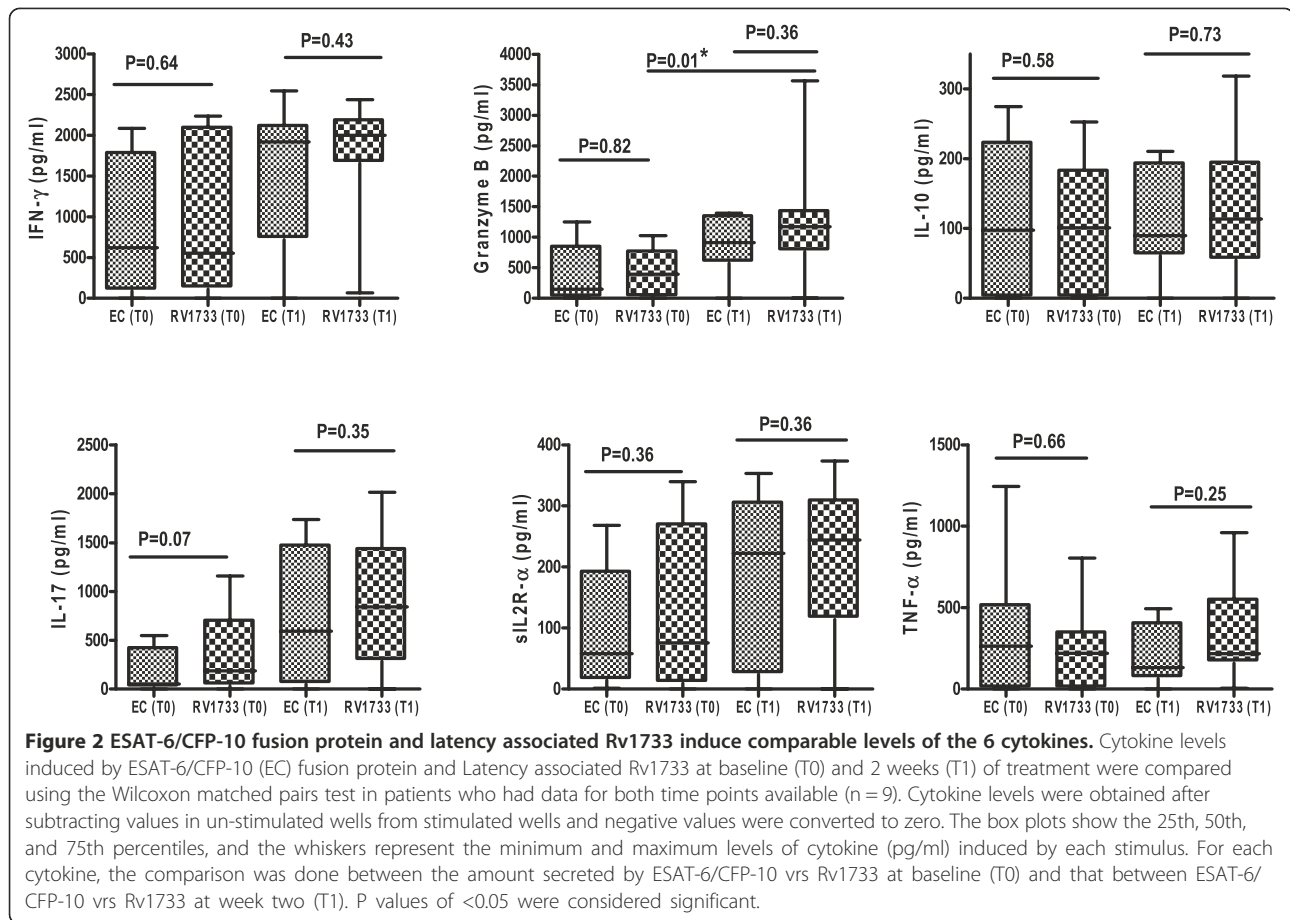 P=0.64
P=0.43
IFN-γ (pg/ml)
3000
2500
2000
1500
1000
500
0
EC (T0) RV1733 (T0) EC (T1) RV1733 (T1)
P=0.36
P=0.01*
P=0.82
Granzyme B (pg/ml)
4000
3500
3000
2500
2000
1500
1000
500
0
EC (T0) RV1733 (T0) EC (T1) RV1733 (T1)
P=0.73
P=0.58
IL-10 (pg/ml)
300
200
100
0
EC (T0) RV1733 (T0) EC (T1) RV1733 (T1)
P=0.35
P=0.07
IL-17 (pg/ml)
2500
2000
1500
1000
500
0
EC (T0) RV1733 (T0) EC (T1) RV1733 (T1)
P=0.36
P=0.36
sIL2R-α (pg/ml)
400
300
200
100
0
EC (T0) RV1733 (T0) EC (T1) RV1733 (T1)
P=0.66
P=0.25
TNF-α (pg/ml)
1500
1000
500
0
EC (T0) RV1733 (T0) EC (T1) RV1733 (T1)
Figure 2 ESAT-6/CFP-10 fusion protein and latency associated Rv1733 induce comparable levels of the 6 cytokines. Cytokine levels
induced by ESAT-6/CFP-10 (EC) fusion protein and Latency associated Rv1733 at baseline (T0) and 2 weeks (T1) of treatment were compared
using the Wilcoxon matched pairs test in patients who had data for both time points available (n = 9). Cytokine levels were obtained after
subtracting values in un-stimulated wells from stimulated wells and negative values were converted to zero. The box plots show the 25th, 50th,
and 75th percentiles, and the whiskers represent the minimum and maximum levels of cytokine (pg/ml) induced by each stimulus. For each
cytokine, the comparison was done between the amount secreted by ESAT-6/CFP-10 vrs Rv1733 at baseline (T0) and that between ESAT-6/
CFP-10 vrs Rv1733 at week two (T1). P values of <0.05 were considered significant.